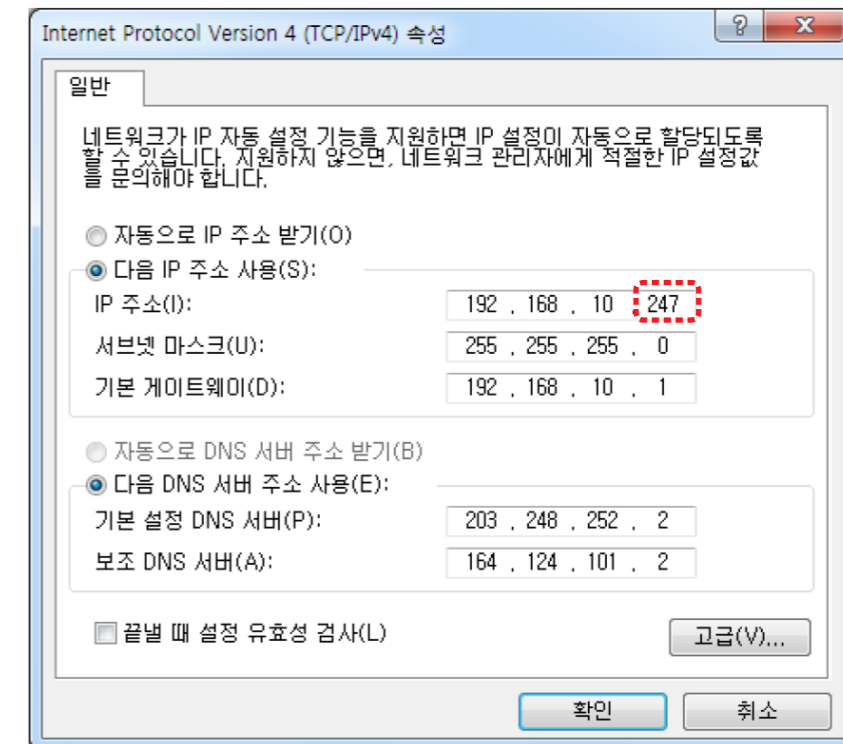 Internet Protocol Version 4 (TCP/IPv4) 속성
일반
네트워크가 IP 자동 설정 기능을 지원하면 IP 설정이 자동으로 할당되도록
할 수 있습니다. 지원하지 않으면, 네트워크 관리자에게 적절한 IP 설정값
을 문의해야 합니다.
자동으로 IP 주소 받기(O)
다음 IP 주소 사용(S):
IP 주소(I): 192 . 168 . 10 . 247
서브넷 마스크(U): 255 . 255 . 255 . 0
기본 게이트웨이(D): 192 . 168 . 10 . 1
자동으로 DNS 서버 주소 받기(B)
다음 DNS 서버 주소 사용(E):
기본 설정 DNS 서버(P): 203 . 248 . 252 . 2
보조 DNS 서버(A): 164 . 124 . 101 . 2
끝낼 때 설정 유효성 검사(L)
고급(V)...
확인 취소